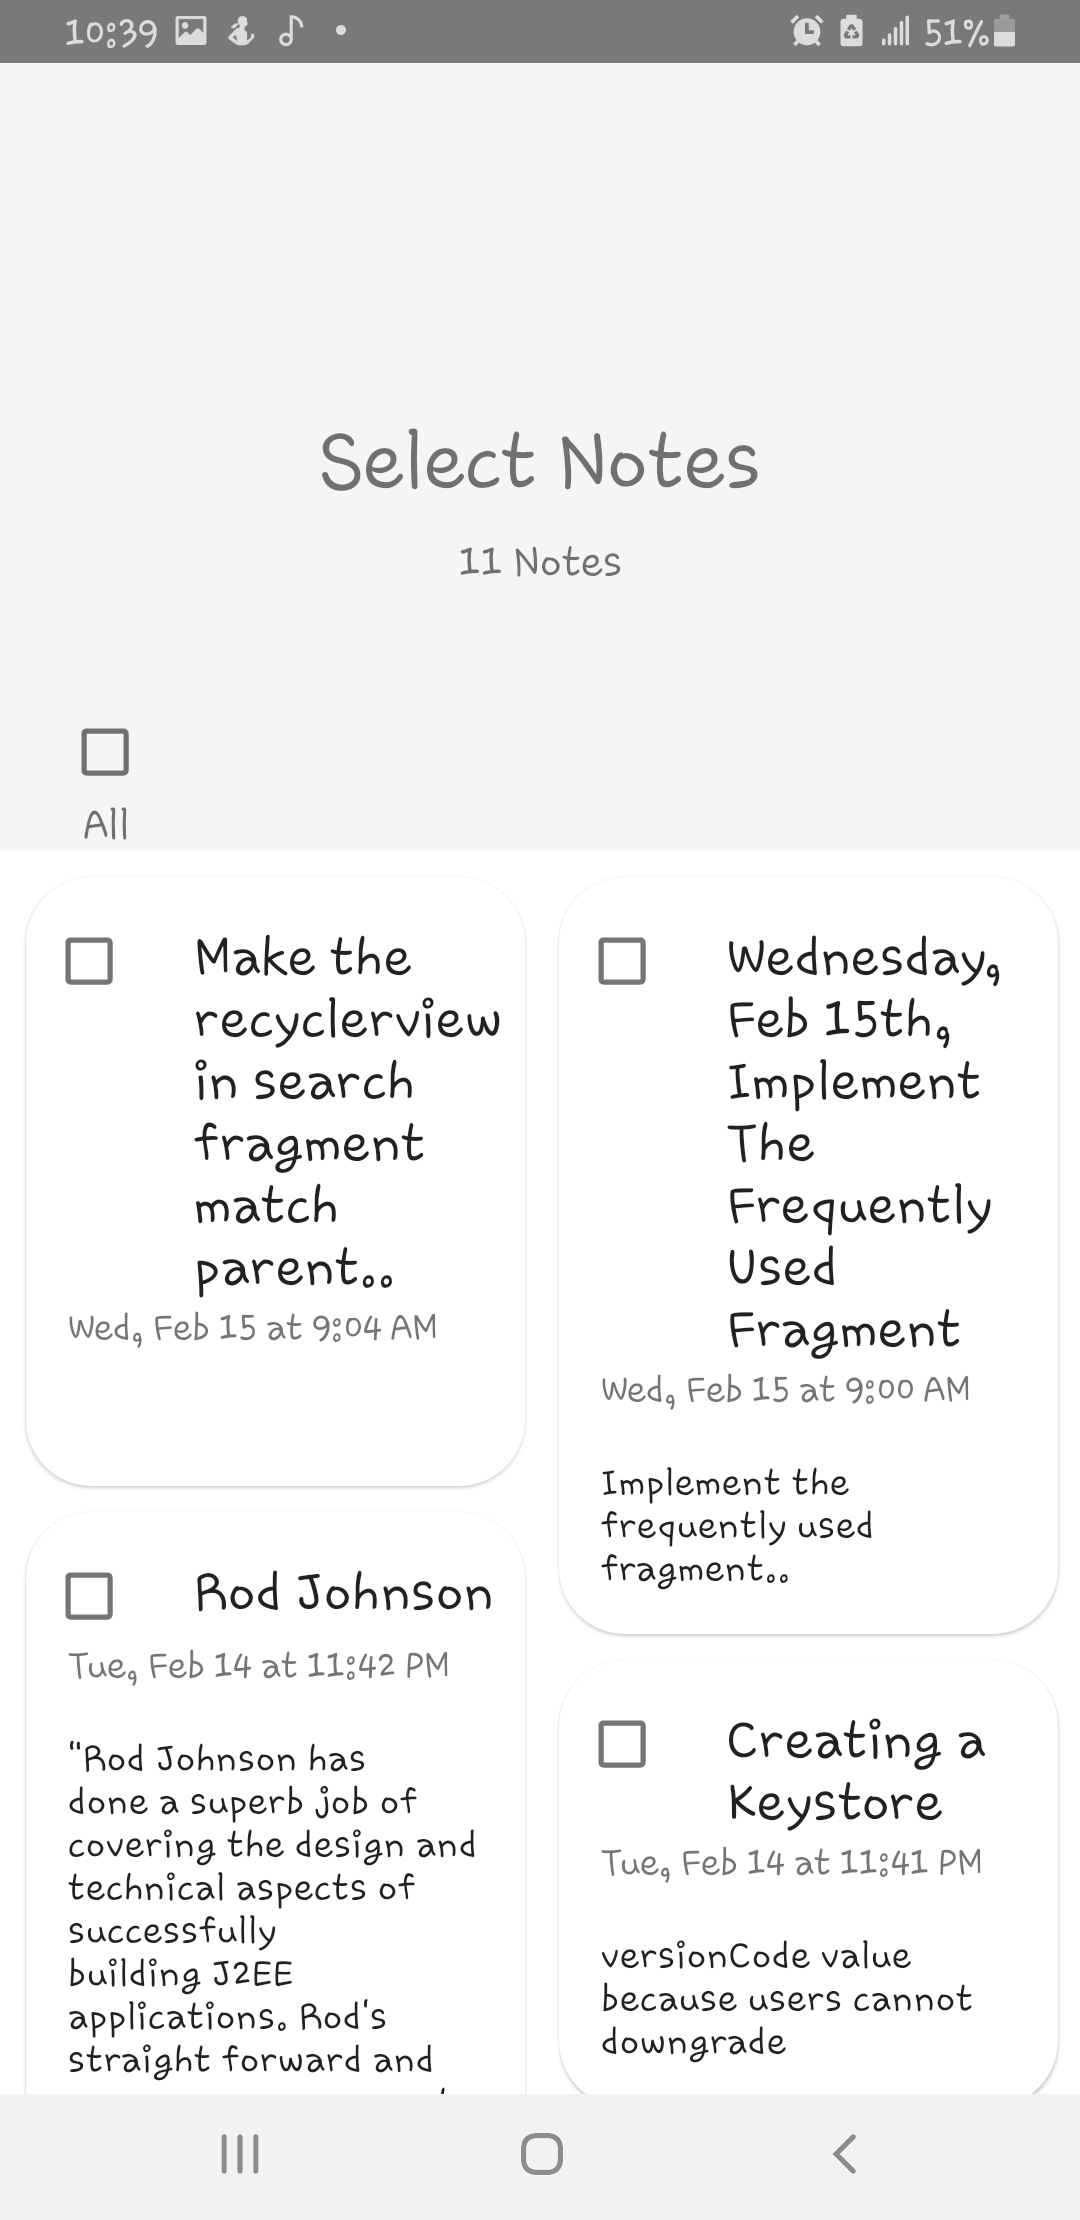 10:39
51%
Select Notes
11 Notes
All
Make the
recyclerview
in search
fragment
match
parent..
Wed, Feb 15 at 9:04 AM
Wednesday,
Feb 15th,
Implement
The
Frequently
Used
Fragment
Wed, Feb 15 at 9:00 AM
Implement the
frequently used
fragment..
Rod Johnson
Tue, Feb 14 at 11:42 PM
"Rod Johnson has
done a superb job of
covering the design and
technical aspects of
successfully
building J2EE
applications. Rod's
straight forward and
Creating a
Keystore
Tue, Feb 14 at 11:41 PM
versionCode value
because users cannot
downgrade